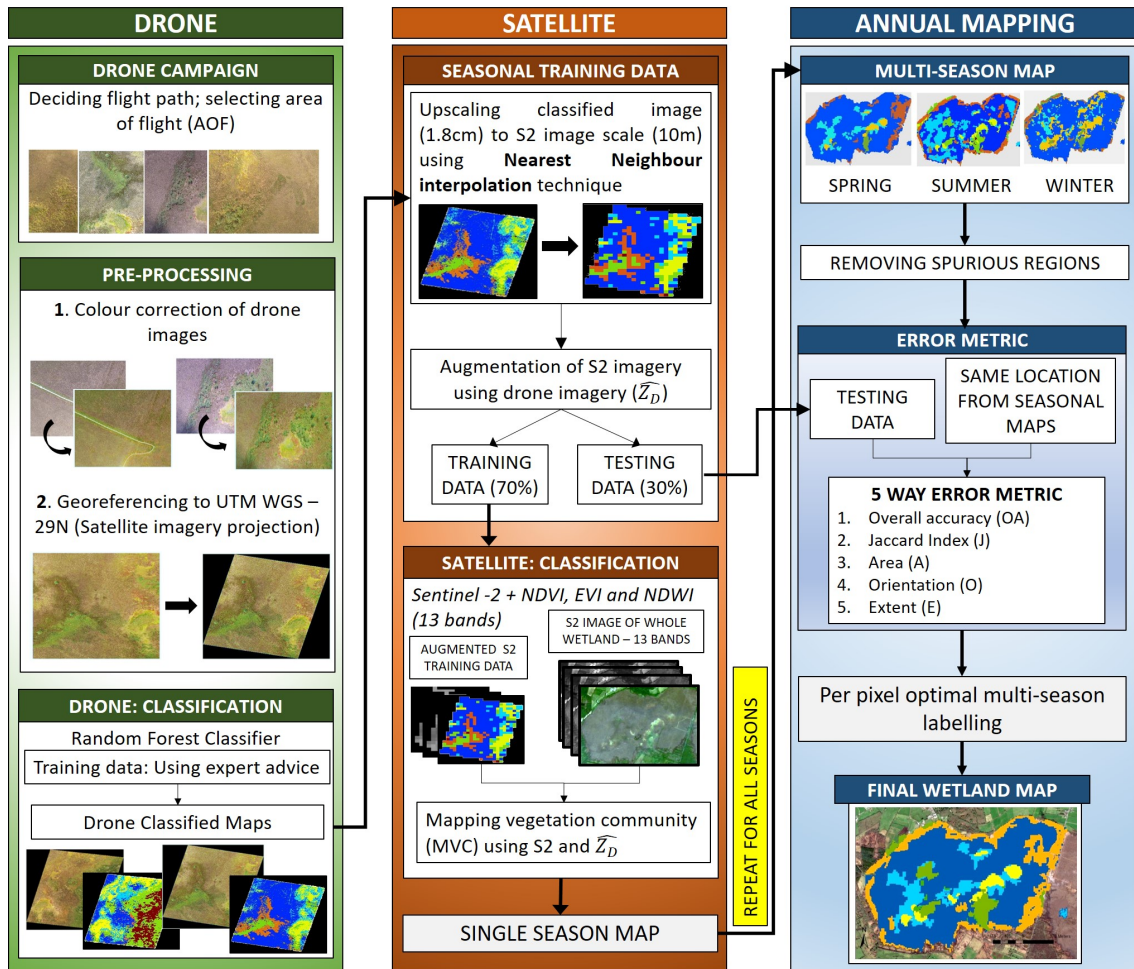 DRONE
DRONE CAMPAIGN
Deciding flight path; selecting area
of flight (AOF)
PRE-PROCESSING
1. Colour correction of drone
images
2. Georeferencing to UTM WGS –
29N (Satellite imagery projection)
DRONE: CLASSIFICATION
Random Forest Classifier
Training data: Using expert advice
Drone Classified Maps
SATELLITE
SEASONAL TRAINING DATA
Upscaling classified image
(1.8cm) to S2 image scale (10m)
using Nearest Neighbour
interpolation technique
Augmentation of S2 imagery
using drone imagery (\widehat{Z_D})
TRAINING
DATA (70%)
TESTING
DATA (30%)
SATELLITE: CLASSIFICATION
Sentinel -2 + NDVI, EVI and NDWI
(13 bands)
AUGMENTED S2
TRAINING DATA
S2 IMAGE OF WHOLE
WETLAND – 13 BANDS
Mapping vegetation community
(MVC) using S2 and \widehat{Z_D}
SINGLE SEASON MAP
REPEAT FOR ALL SEASONS
ANNUAL MAPPING
MULTI-SEASON MAP
SPRING SUMMER WINTER
REMOVING SPURIOUS REGIONS
ERROR METRIC
TESTING
DATA
SAME LOCATION
FROM SEASONAL
MAPS
5 WAY ERROR METRIC
1. Overall accuracy (OA)
2. Jaccard Index (J)
3. Area (A)
4. Orientation (O)
5. Extent (E)
Per pixel optimal multi-season
labelling
FINAL WETLAND MAP